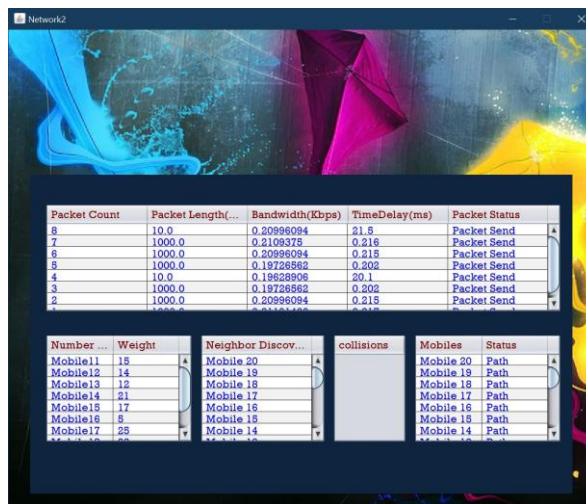 Network2
Packet Count Packet Length(... Bandwidth(Kbps) TimeDelay(ms) Packet Status
8 10.0 0.20996094 21.5 Packet Send
7 1000.0 0.2109375 0.216 Packet Send
6 1000.0 0.20996094 0.215 Packet Send
5 1000.0 0.19726562 0.202 Packet Send
4 10.0 0.19628906 20.1 Packet Send
3 1000.0 0.19726562 0.202 Packet Send
2 1000.0 0.20996094 0.215 Packet Send
Number ... Weight Neighbor Discov... collisions Mobiles Status
Mobile11 15 Mobile 20 Mobile 20 Path
Mobile12 14 Mobile 19 Mobile 19 Path
Mobile13 12 Mobile 18 Mobile 18 Path
Mobile14 21 Mobile 17 Mobile 17 Path
Mobile15 17 Mobile 16 Mobile 16 Path
Mobile16 5 Mobile 15 Mobile 15 Path
Mobile17 25 Mobile 14 Mobile 14 Path